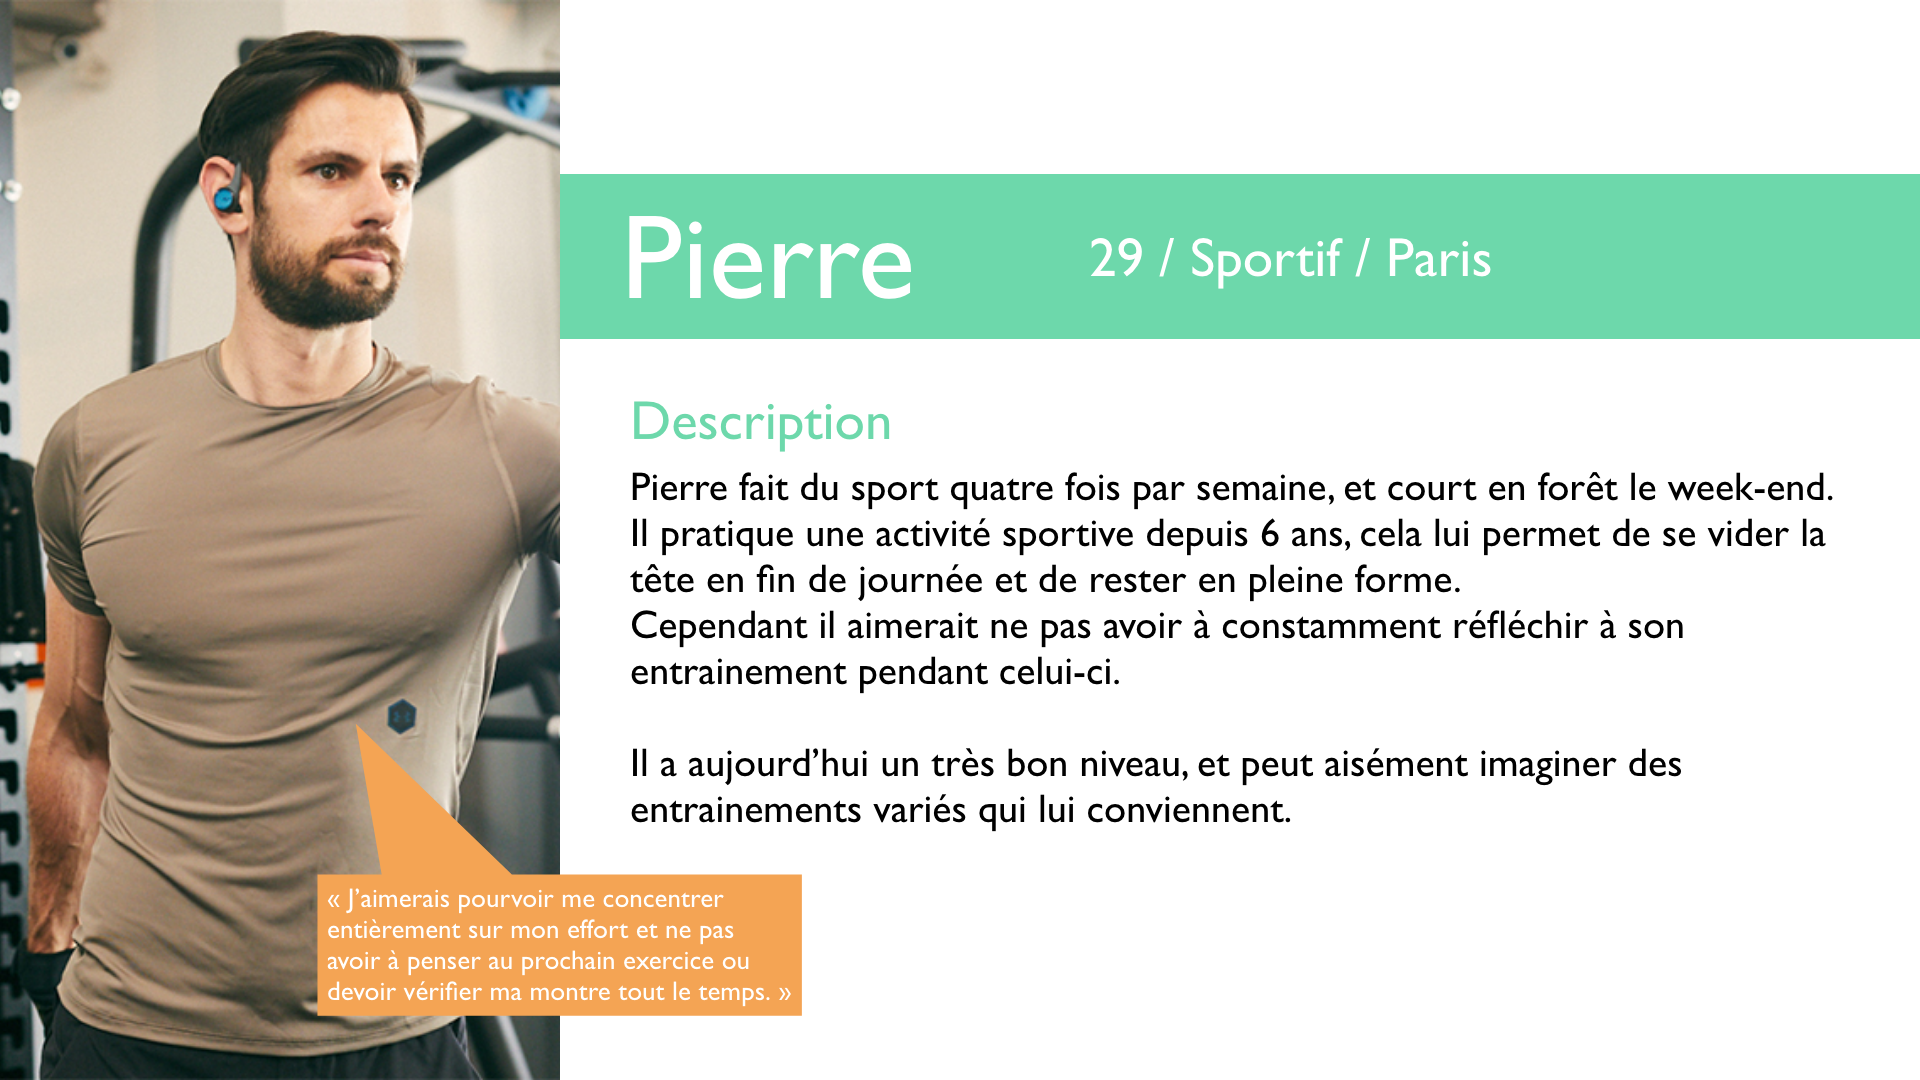 Pierre
29 / Sportif / Paris
Description
Pierre fait du sport quatre fois par semaine, et court en forêt le week-end.
Il pratique une activité sportive depuis 6 ans, cela lui permet de se vider la
tête en fin de journée et de rester en pleine forme.
Cependant il aimerait ne pas avoir à constamment réfléchir à son
entrainement pendant celui-ci.
Il a aujourd’hui un très bon niveau, et peut aisément imaginer des
entrainements variés qui lui conviennent.
« J’aimerais pourvoir me concentrer
entièrement sur mon effort et ne pas
avoir à penser au prochain exercice ou
devoir vérifier ma montre tout le temps. »